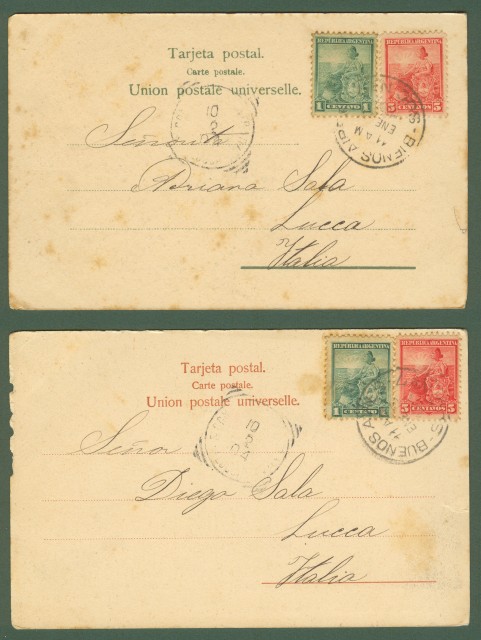 Tarjeta postal.
Carte postale.
Union postale universelle.
REPUBLICA ARGENTINA
REPUBLICA ARGENTINA
1 CENTAVO 1
5 CENTAVOS 5
BUENOS AIRES
ENE
11 A M
Señorita
Adriana Sala
Lucca
Italia
Tarjeta postal.
Carte postale.
Union postale universelle.
REPUBLICA ARGENTINA
REPUBLICA ARGENTINA
1 CENTAVO
5 CENTAVOS 5
BUENOS A
11 A
Señor
Diego Sala
Lucca
Italia